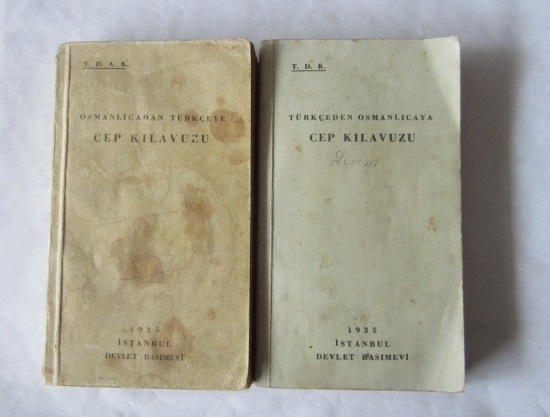 T. D. A. K.
OSMANLICADAN TÜRKÇEYE
CEP KILAVUZU
1935
İSTANBUL
DEVLET BASIMEVİ
T. D. K.
TÜRKÇEDEN OSMANLICAYA
CEP KILAVUZU
1935
İSTANBUL
DEVLET BASIMEVİ